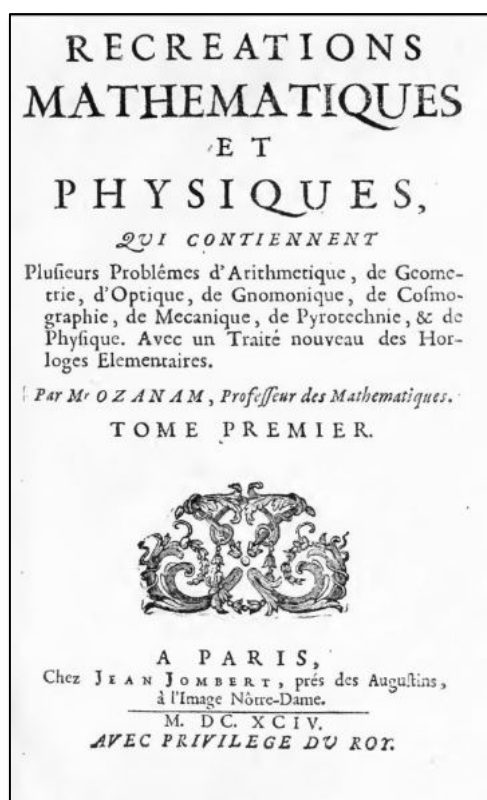 RECREATIONS
MATHEMATIQUES
ET
PHYSIQUES,
QUI CONTIENNENT
Pluſieurs Problêmes d'Arithmetique, de Geome-
trie, d'Optique, de Gnomonique, de Coſmo-
graphie, de Mecanique, de Pyrotechnie, & de
Phyſique. Avec un Traité nouveau des Hor-
loges Elementaires.
Par Mr OZANAM, Profeſſeur des Mathematiques.
TOME PREMIER.
A PARIS,
Chez JEAN JOMBERT, prés des Auguſtins,
à l'Image Nôtre-Dame.
M. DC. XCIV.
AVEC PRIVILEGE DU ROY.